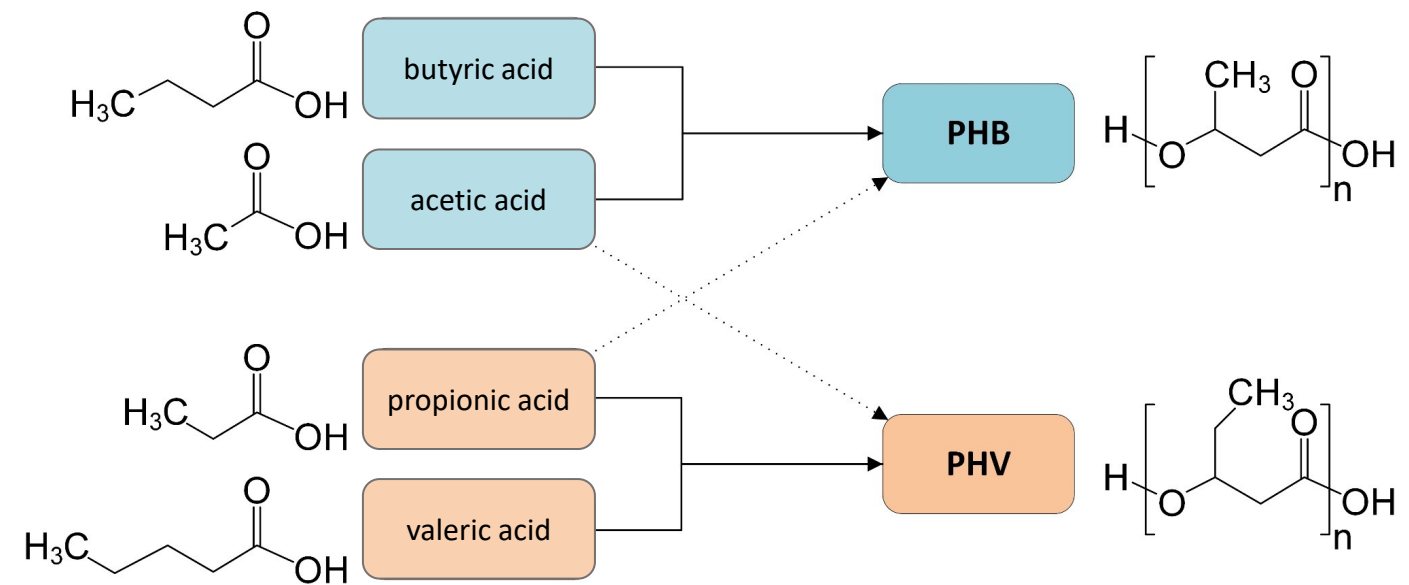 O
H₃C
OH
butyric acid
O
H₃C
OH
acetic acid
O
H₃C
OH
propionic acid
O
H₃C
OH
valeric acid
PHB
CH₃ O
H
O
OH
n
PHV
CH₃
O
H
O
OH
n